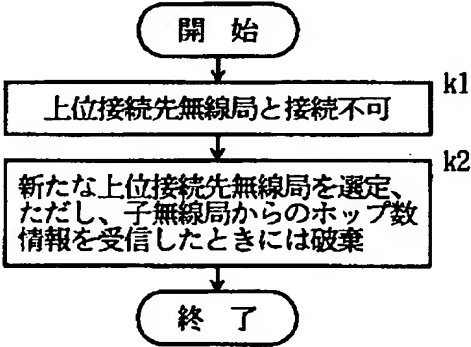 開 始
k1
上位接続先無線局と接続不可
k2
新たな上位接続先無線局を選定、
ただし、子無線局からのホップ数
情報を受信したときには破棄
終 了